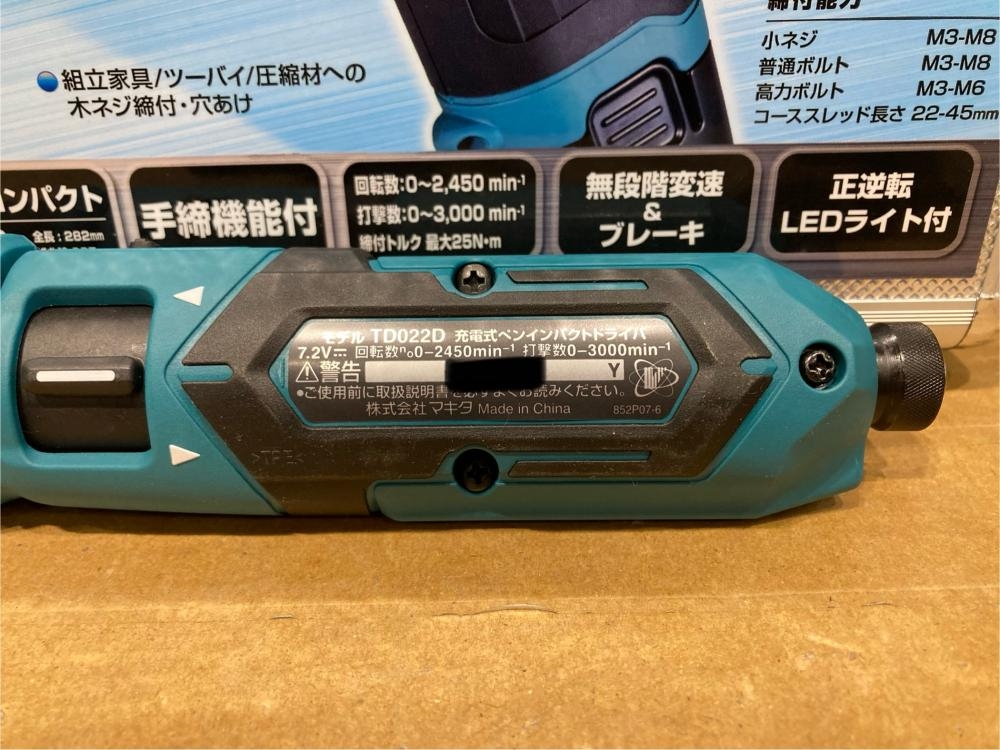 締付能力
小ネジ M3-M8
普通ボルト M3-M8
高力ボルト M3-M6
コーススレッド長さ 22-45mm
●組立家具/ツーバイ/圧縮材への
木ネジ締付・穴あけ
ンパクト
全長:282mm
手締機能付
回転数:0～2,450 min-1
打撃数:0～3,000 min-1
締付トルク 最大25N・m
無段階変速
&
ブレーキ
正逆転
LEDライト付
モデル TD022D 充電式ペンインパクトドライバ
7.2V⎓ 回転数n₀0-2450min-1 打撃数0-3000min-1
⚠警告 Y
●ご使用前に取扱説明書を必ずよくお読みください。
株式会社マキタ Made in China 852P07-6
>TPE<